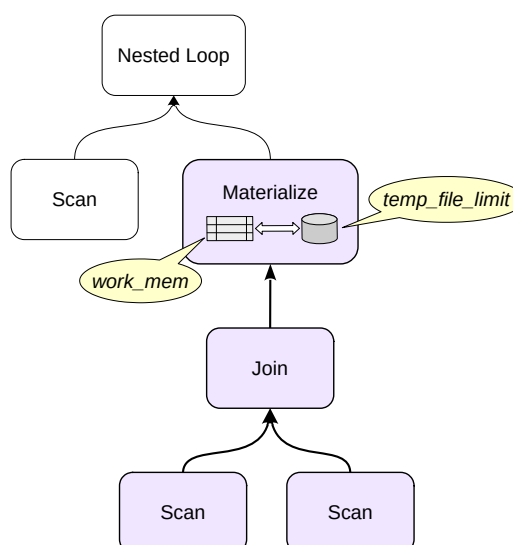 Nested Loop
Scan
Materialize
temp_file_limit
work_mem
Join
Scan
Scan